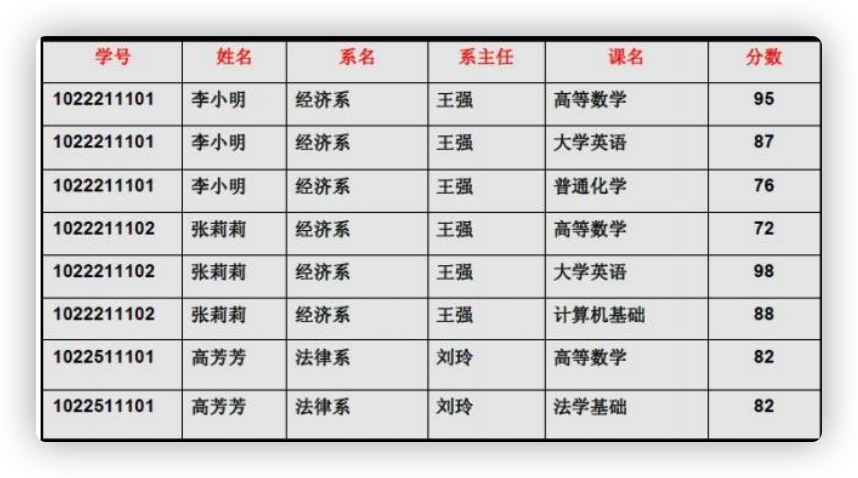 学号 姓名 系名 系主任 课名 分数
1022211101 李小明 经济系 王强 高等数学 95
1022211101 李小明 经济系 王强 大学英语 87
1022211101 李小明 经济系 王强 普通化学 76
1022211102 张莉莉 经济系 王强 高等数学 72
1022211102 张莉莉 经济系 王强 大学英语 98
1022211102 张莉莉 经济系 王强 计算机基础 88
1022511101 高芳芳 法律系 刘玲 高等数学 82
1022511101 高芳芳 法律系 刘玲 法学基础 82